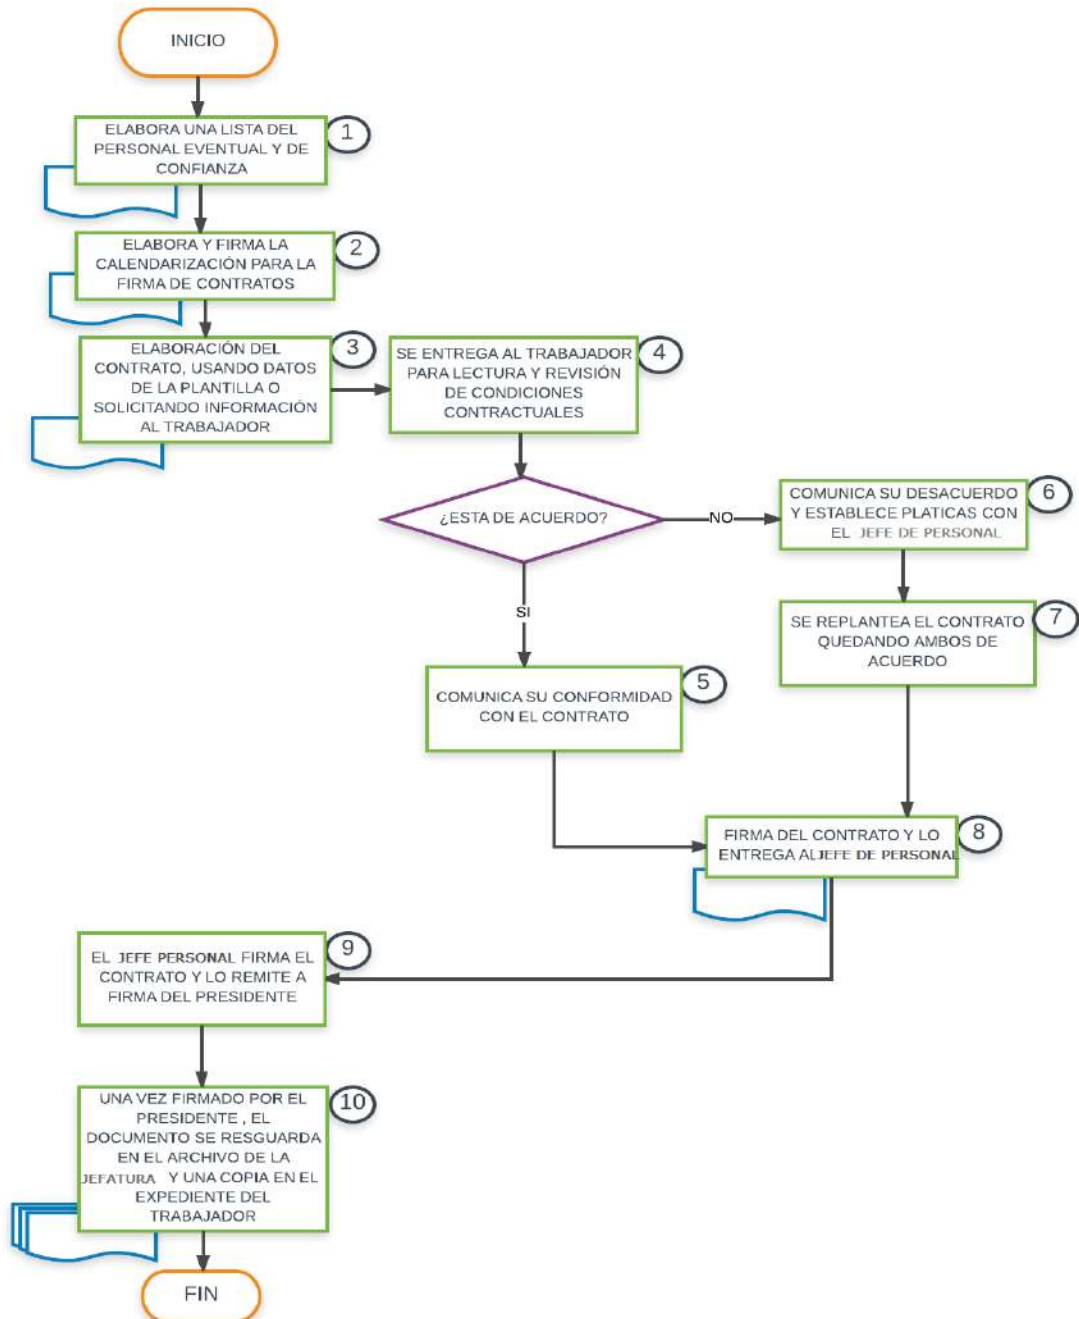 INICIO
1
ELABORA UNA LISTA DEL
PERSONAL EVENTUAL Y DE
CONFIANZA
2
ELABORA Y FIRMA LA
CALENDARIZACIÓN PARA LA
FIRMA DE CONTRATOS
3
ELABORACIÓN DEL
CONTRATO, USANDO DATOS
DE LA PLANTILLA O
SOLICITANDO INFORMACIÓN
AL TRABAJADOR
4
SE ENTREGA AL TRABAJADOR
PARA LECTURA Y REVISIÓN
DE CONDICIONES
CONTRACTUALES
¿ESTA DE ACUERDO?
NO
6
COMUNICA SU DESACUERDO
Y ESTABLECE PLATICAS CON
EL JEFE DE PERSONAL
SI
7
SE REPLANTEA EL CONTRATO
QUEDANDO AMBOS DE
ACUERDO
5
COMUNICA SU CONFORMIDAD
CON EL CONTRATO
8
FIRMA DEL CONTRATO Y LO
ENTREGA AL JEFE DE PERSONAL
9
EL JEFE PERSONAL FIRMA EL
CONTRATO Y LO REMITE A
FIRMA DEL PRESIDENTE
10
UNA VEZ FIRMADO POR EL
PRESIDENTE , EL
DOCUMENTO SE RESGUARDA
EN EL ARCHIVO DE LA
JEFATURA Y UNA COPIA EN EL
EXPEDIENTE DEL
TRABAJADOR
FIN